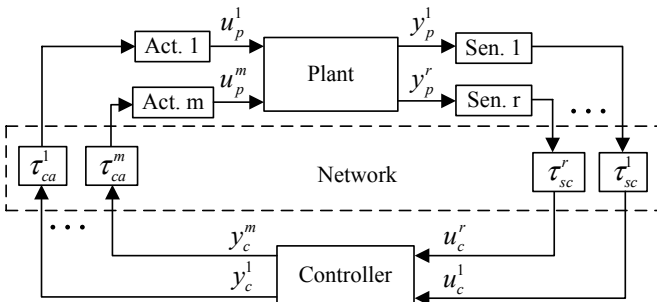 Act. 1
u_p^1
Plant
y_p^1
Sen. 1
Act. m
u_p^m
y_p^r
Sen. r
...
τ_ca^1
τ_ca^m
Network
τ_sc^r
τ_sc^1
...
y_c^m
u_c^r
y_c^1
Controller
u_c^1